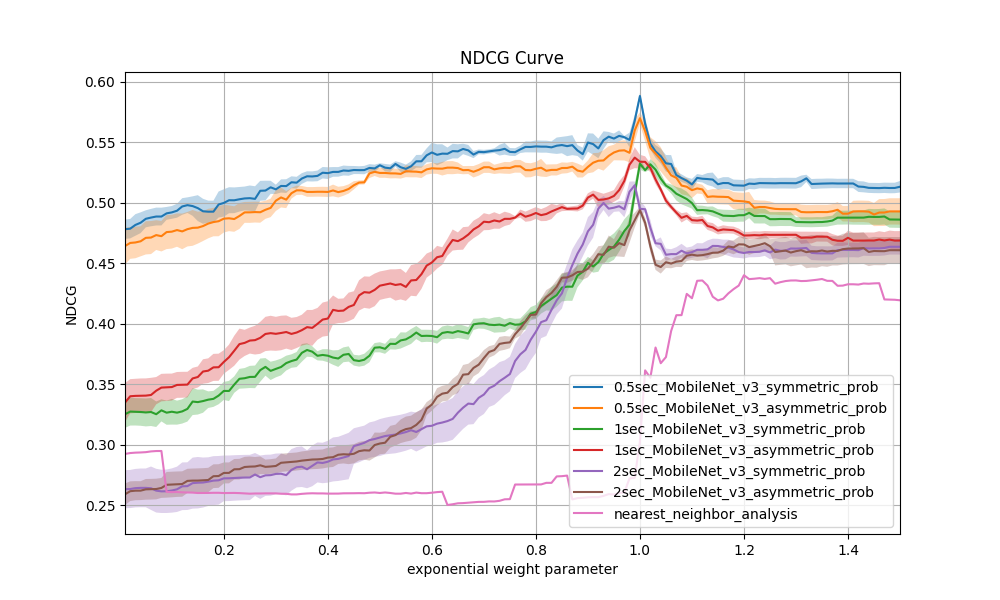 NDCG Curve
NDCG
0.60
0.55
0.50
0.45
0.40
0.35
0.30
0.25
0.5sec_MobileNet_v3_symmetric_prob
0.5sec_MobileNet_v3_asymmetric_prob
1sec_MobileNet_v3_symmetric_prob
1sec_MobileNet_v3_asymmetric_prob
2sec_MobileNet_v3_symmetric_prob
2sec_MobileNet_v3_asymmetric_prob
nearest_neighbor_analysis
0.2 0.4 0.6 0.8 1.0 1.2 1.4
exponential weight parameter